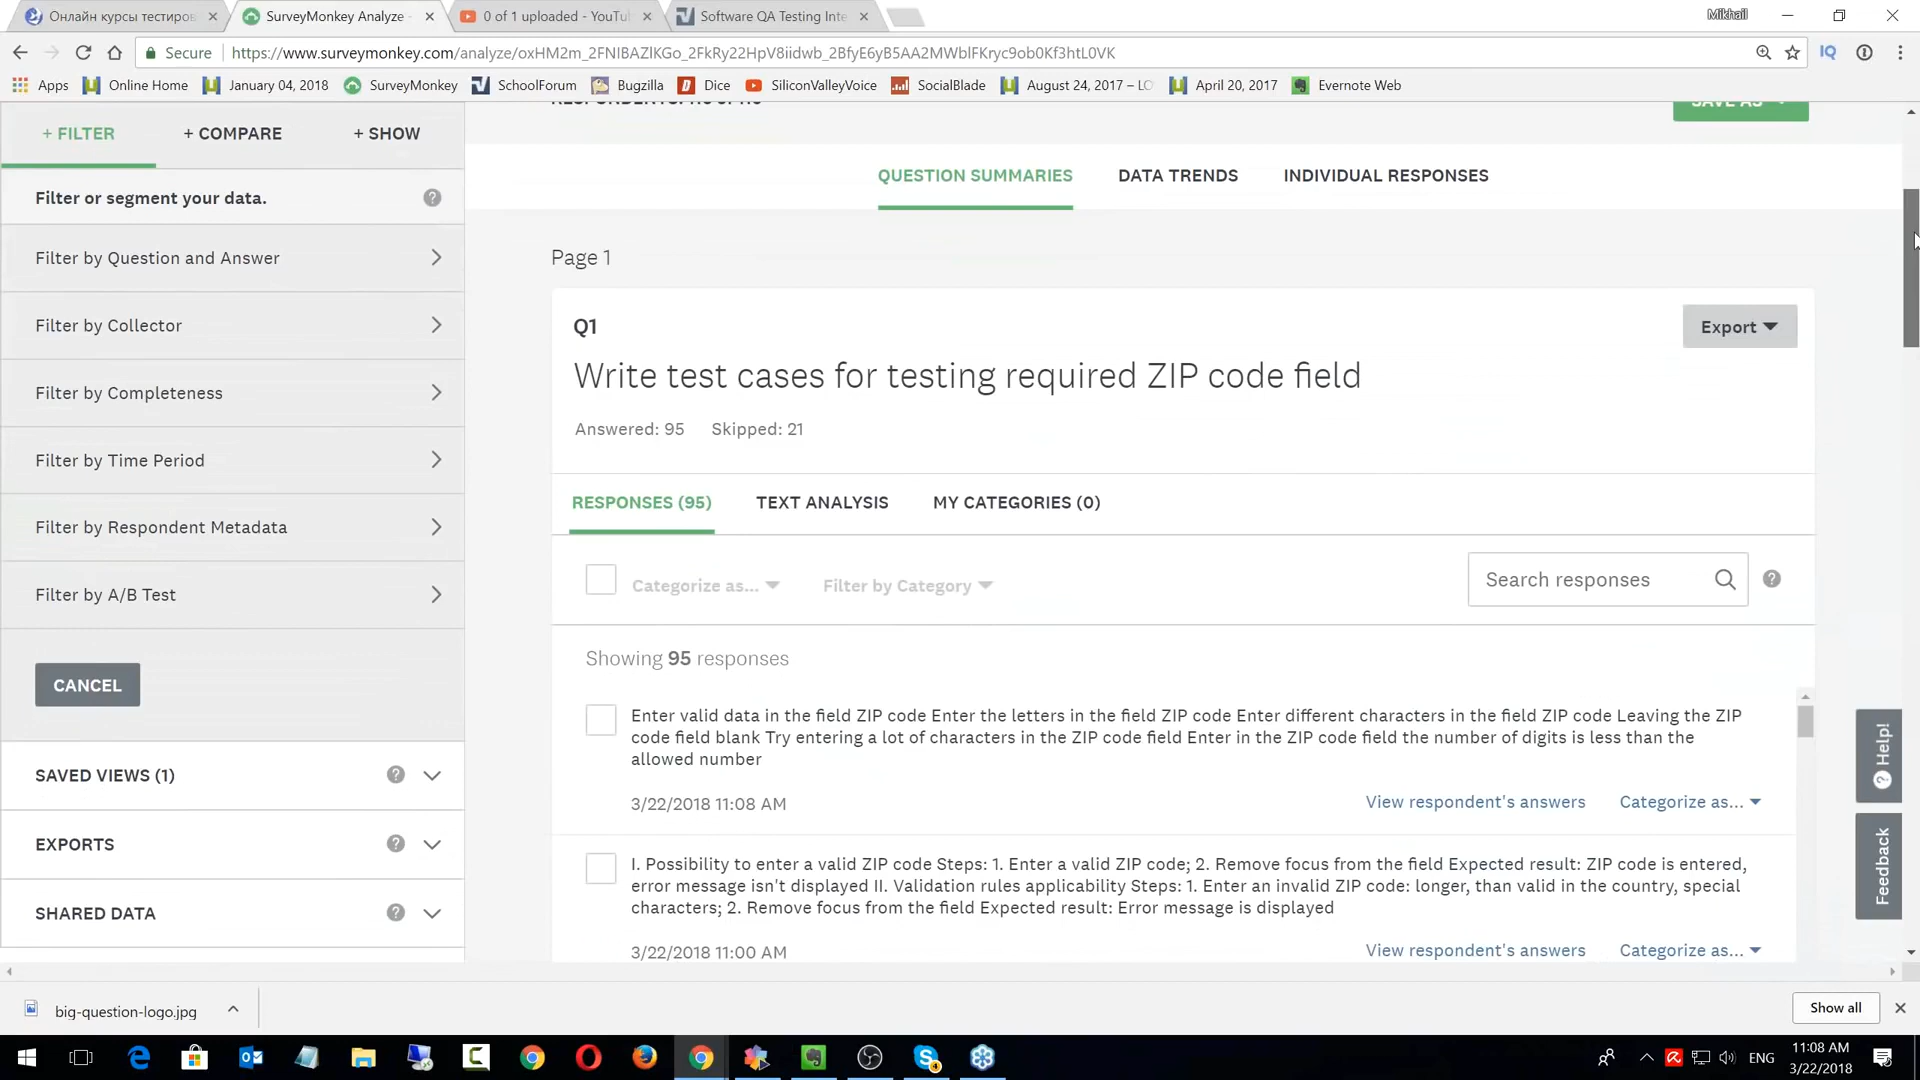 Онлайн курсы тестиров
SurveyMonkey Analyze -
0 of 1 uploaded - YouTu
Software QA Testing Inte
Mikhail
Secure
https://www.surveymonkey.com/analyze/oxHM2m_2FNIBAZlKGo_2FkRy22HpV8iidwb_2BfyE6yB5AA2MWblFKryc9ob0Kf3htL0VK
Apps
Online Home
January 04, 2018
SurveyMonkey
SchoolForum
Bugzilla
Dice
SiliconValleyVoice
SocialBlade
August 24, 2017 – LO
April 20, 2017
Evernote Web
SAVE AS
+ FILTER
+ COMPARE
+ SHOW
Filter or segment your data.
Filter by Question and Answer
Filter by Collector
Filter by Completeness
Filter by Time Period
Filter by Respondent Metadata
Filter by A/B Test
CANCEL
SAVED VIEWS (1)
EXPORTS
SHARED DATA
QUESTION SUMMARIES
DATA TRENDS
INDIVIDUAL RESPONSES
Page 1
Q1
Export
Write test cases for testing required ZIP code field
Answered: 95 Skipped: 21
RESPONSES (95)
TEXT ANALYSIS
MY CATEGORIES (0)
Categorize as...
Filter by Category
Search responses
Showing 95 responses
Enter valid data in the field ZIP code Enter the letters in the field ZIP code Enter different characters in the field ZIP code Leaving the ZIP
code field blank Try entering a lot of characters in the ZIP code field Enter in the ZIP code field the number of digits is less than the
allowed number
3/22/2018 11:08 AM
View respondent's answers
Categorize as...
I. Possibility to enter a valid ZIP code Steps: 1. Enter a valid ZIP code; 2. Remove focus from the field Expected result: ZIP code is entered,
error message isn't displayed II. Validation rules applicability Steps: 1. Enter an invalid ZIP code: longer, than valid in the country, special
characters; 2. Remove focus from the field Expected result: Error message is displayed
3/22/2018 11:00 AM
View respondent's answers
Categorize as...
Help!
Feedback
big-question-logo.jpg
Show all
ENG
11:08 AM
3/22/2018